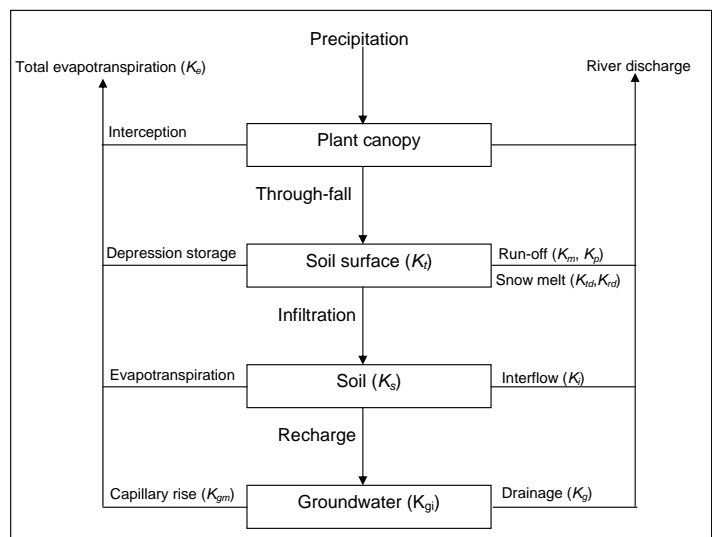 Precipitation
Total evapotranspiration (Ke)
River discharge
Interception
Plant canopy
Through-fall
Depression storage
Soil surface (Kt)
Run-off (Km, Kp)
Snow melt (Ktd,Krd)
Infiltration
Evapotranspiration
Soil (Ks)
Interflow (Ki)
Recharge
Capillary rise (Kgm)
Groundwater (Kgi)
Drainage (Kg)